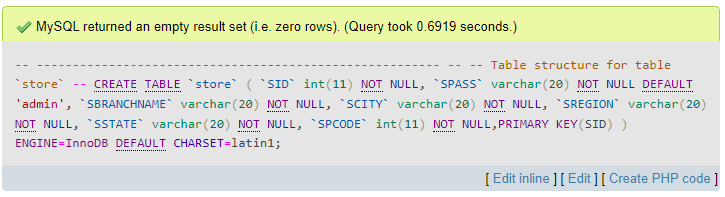 MySQL returned an empty result set (i.e. zero rows). (Query took 0.6919 seconds.)
-- -------------------------------------------------------- -- -- Table structure for table
`store` -- CREATE TABLE `store` ( `SID` int(11) NOT NULL, `SPASS` varchar(20) NOT NULL DEFAULT
'admin', `SBRANCHNAME` varchar(20) NOT NULL, `SCITY` varchar(20) NOT NULL, `SREGION` varchar(20)
NOT NULL, `SSTATE` varchar(20) NOT NULL, `SPCODE` int(11) NOT NULL,PRIMARY KEY(SID) )
ENGINE=InnoDB DEFAULT CHARSET=latin1;
[ Edit inline ] [ Edit ] [ Create PHP code ]